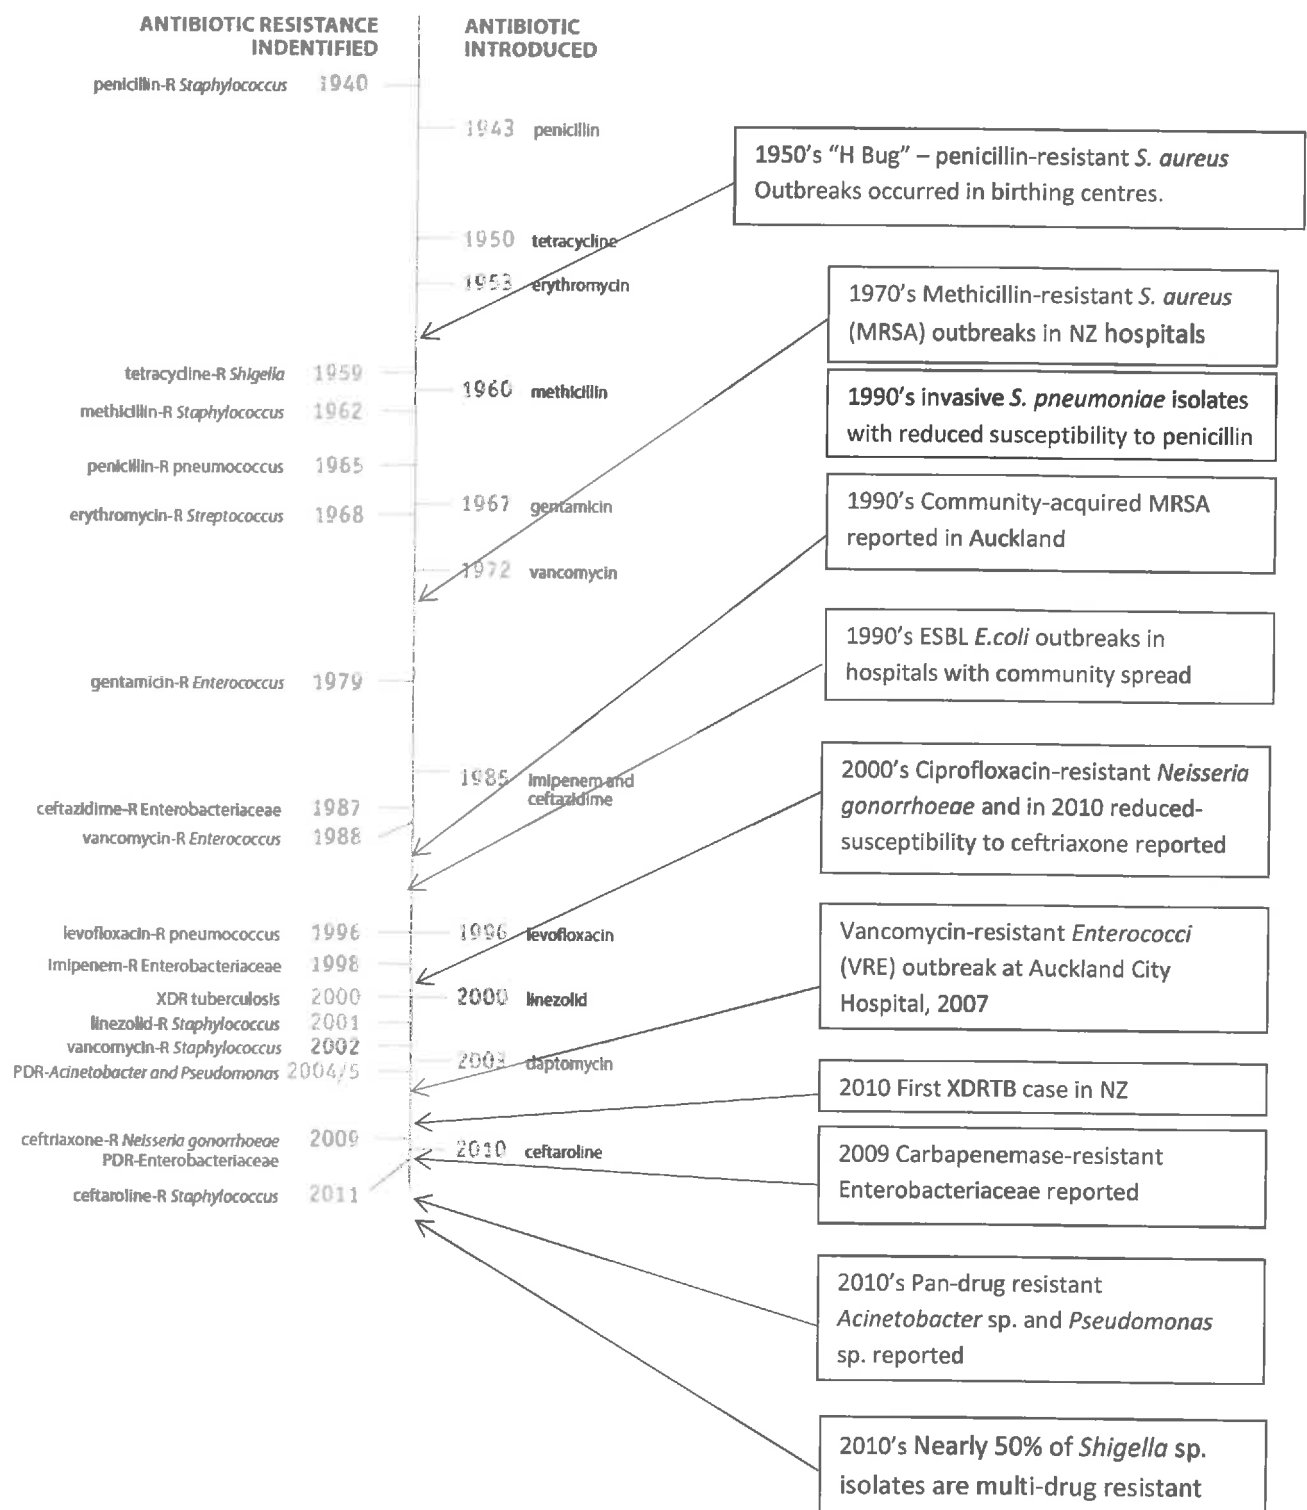 ANTIBIOTIC RESISTANCE
INDENTIFIED
ANTIBIOTIC
INTRODUCED
penicillin-R Staphylococcus 1940
1943 penicillin
1950 tetracycline
1953 erythromycin
tetracycline-R Shigella 1959
1960 methicillin
methicillin-R Staphylococcus 1962
penicillin-R pneumococcus 1965
1967 gentamicin
erythromycin-R Streptococcus 1968
1972 vancomycin
gentamicin-R Enterococcus 1979
1985 imipenem and
ceftazidime
ceftazidime-R Enterobacteriaceae 1987
vancomycin-R Enterococcus 1988
levofloxacin-R pneumococcus 1996
1996 levofloxacin
imipenem-R Enterobacteriaceae 1998
XDR tuberculosis 2000
2000 linezolid
linezolid-R Staphylococcus 2001
vancomycin-R Staphylococcus 2002
2003 daptomycin
PDR-Acinetobacter and Pseudomonas 2004/5
ceftriaxone-R Neisseria gonorrhoeae 2009
PDR-Enterobacteriaceae
2010 ceftaroline
ceftaroline-R Staphylococcus 2011
1950's “H Bug” – penicillin-resistant S. aureus
Outbreaks occurred in birthing centres.
1970's Methicillin-resistant S. aureus
(MRSA) outbreaks in NZ hospitals
1990's invasive S. pneumoniae isolates
with reduced susceptibility to penicillin
1990's Community-acquired MRSA
reported in Auckland
1990's ESBL E.coli outbreaks in
hospitals with community spread
2000's Ciprofloxacin-resistant Neisseria
gonorrhoeae and in 2010 reduced-
susceptibility to ceftriaxone reported
Vancomycin-resistant Enterococci
(VRE) outbreak at Auckland City
Hospital, 2007
2010 First XDRTB case in NZ
2009 Carbapenemase-resistant
Enterobacteriaceae reported
2010's Pan-drug resistant
Acinetobacter sp. and Pseudomonas
sp. reported
2010's Nearly 50% of Shigella sp.
isolates are multi-drug resistant